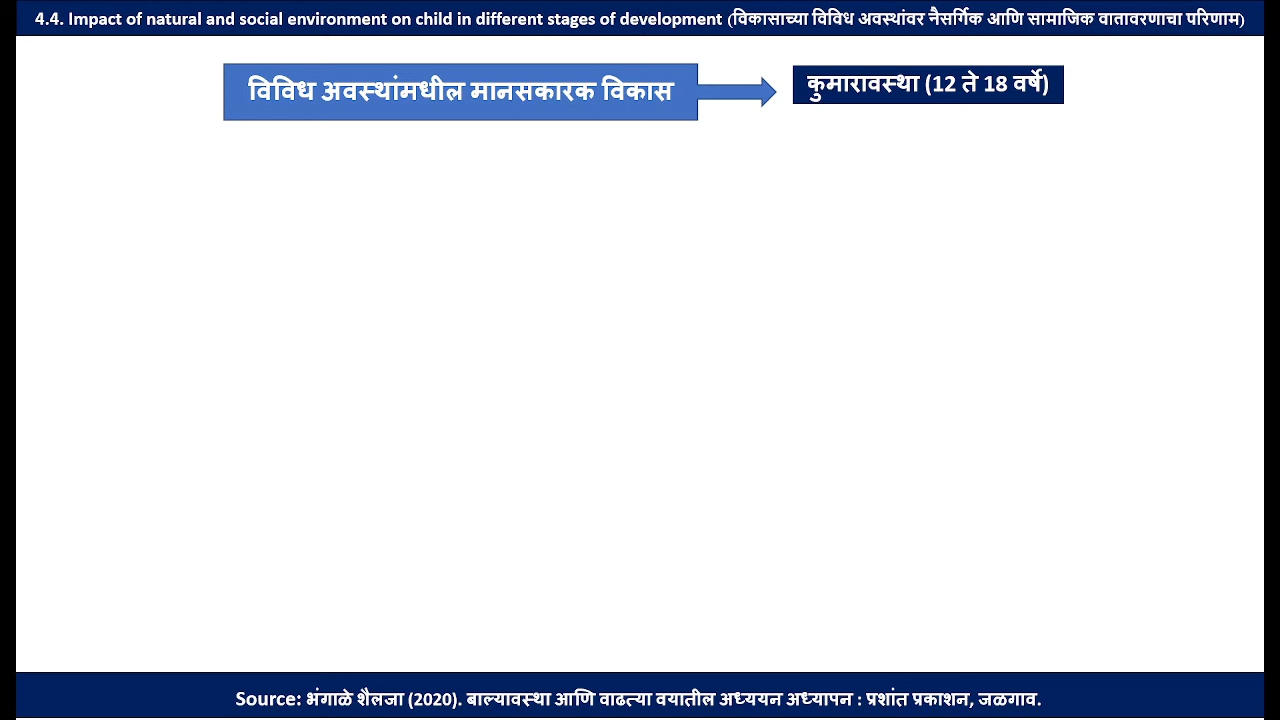 4.4. Impact of natural and social environment on child in different stages of development (विकासाच्या विविध अवस्थांवर नैसर्गिक आणि सामाजिक वातावरणाचा परिणाम)
विविध अवस्थांमधील मानसकारक विकास
कुमारावस्था (12 ते 18 वर्षे)
Source: भंगाळे शैलजा (2020). बाल्यावस्था आणि वाढत्या वयातील अध्ययन अध्यापन : प्रशांत प्रकाशन, जळगाव.